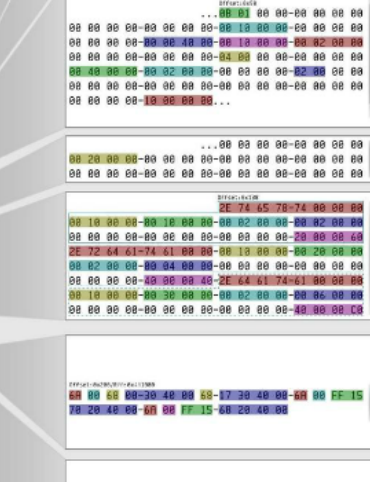 Offset:0x58
...0B 01 00 00-00 00 00 00
00 00 00 00-00 00 00 00-00 10 00 00-00 00 00 00
00 00 00 00-00 00 40 00-00 10 00 00-00 02 00 00
00 00 00 00-00 00 00 00-04 00 00 00-00 00 00 00
00 40 00 00-00 02 00 00-00 00 00 00-02 00 00 00
00 00 00 00-00 00 00 00-00 00 00 00-00 00 00 00
00 00 00 00-10 00 00 00...
...00 00 00 00-00 00 00 00
00 20 00 00-00 00 00 00-00 00 00 00-00 00 00 00
00 00 00 00-00 00 00 00-00 00 00 00-00 00 00 00
2E 74 65 78-74 00 00 00
00 10 00 00-00 10 00 00-00 02 00 00-00 02 00 00
00 00 00 00-00 00 00 00-00 00 00 00-20 00 00 60
2E 72 64 61-74 61 00 00-00 10 00 00-00 20 00 00
00 02 00 00-00 04 00 00-00 00 00 00-00 00 00 00
00 00 00 00-40 00 00 40-2E 64 61 74-61 00 00 00
00 10 00 00-00 30 00 00-00 02 00 00-00 06 00 00
00 00 00 00-00 00 00 00-00 00 00 00-40 00 00 C0
6A 00 68 00-30 40 00 68-17 30 40 00-6A 00 FF 15
70 20 40 00-6A 00 FF 15-68 20 40 00